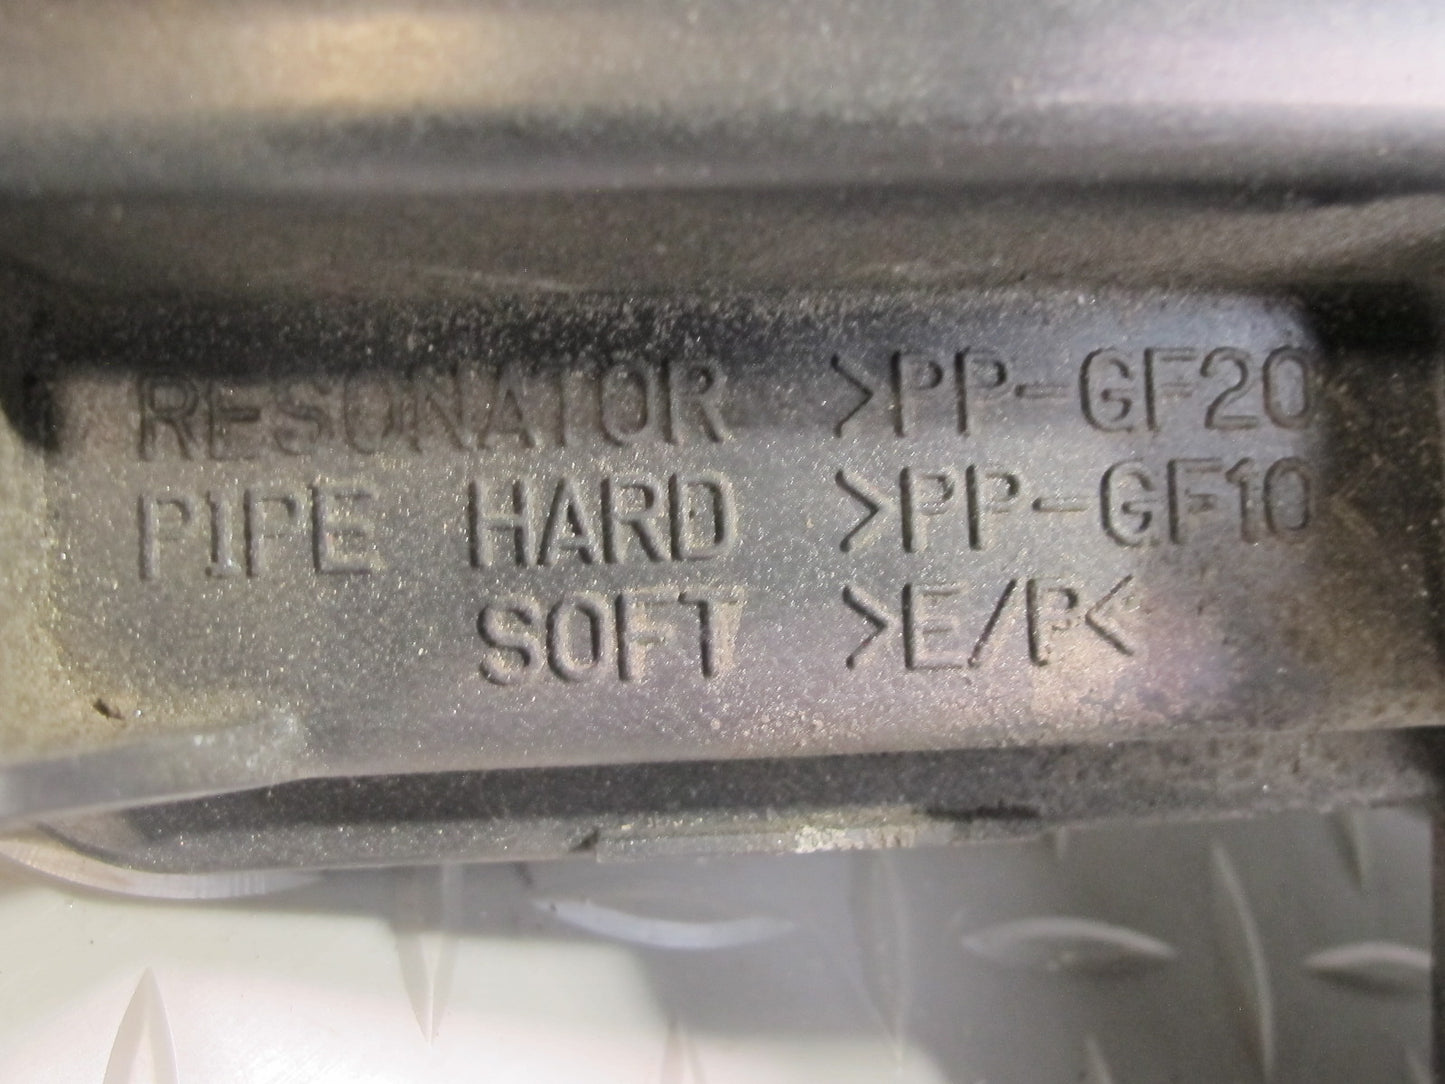 RESONATOR >PP-GF20
PIPE HARD >PP-GF10
SOFT >E/P<